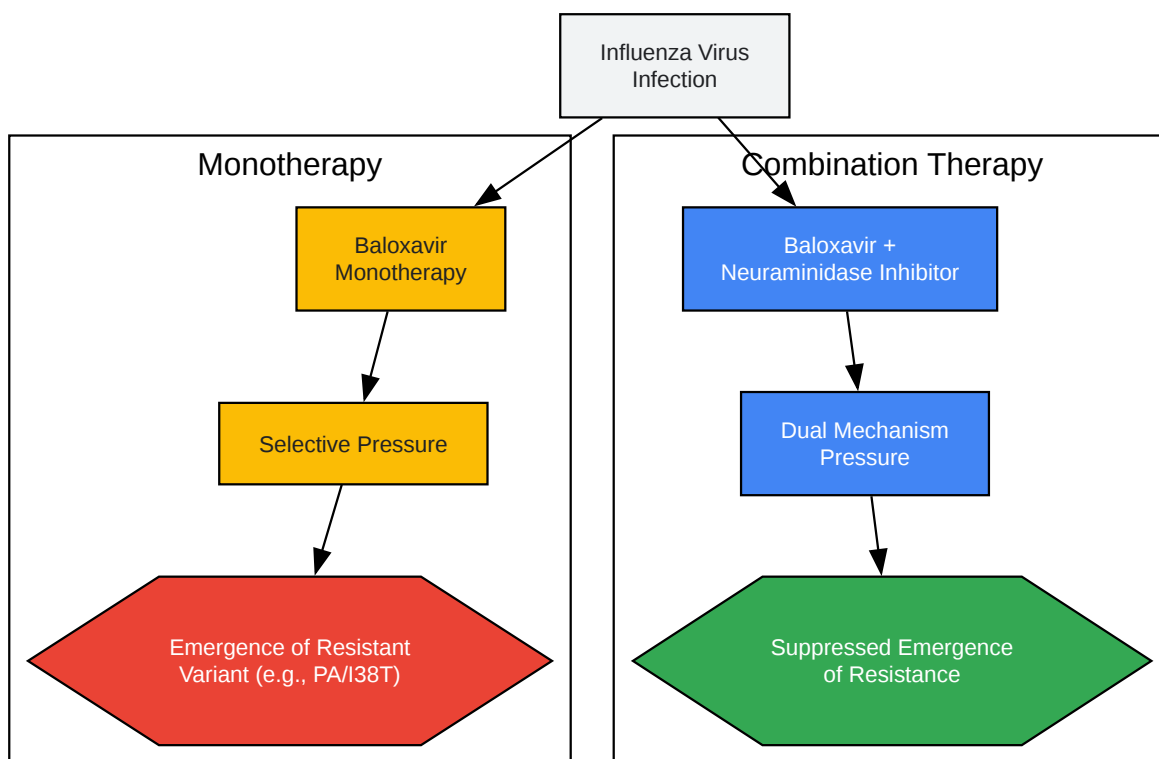 Influenza Virus
Infection
Monotherapy
Combination Therapy
Baloxavir
Monotherapy
Baloxavir +
Neuraminidase Inhibitor
Selective Pressure
Dual Mechanism
Pressure
Emergence of Resistant
Variant (e.g., PA/I38T)
Suppressed Emergence
of Resistance